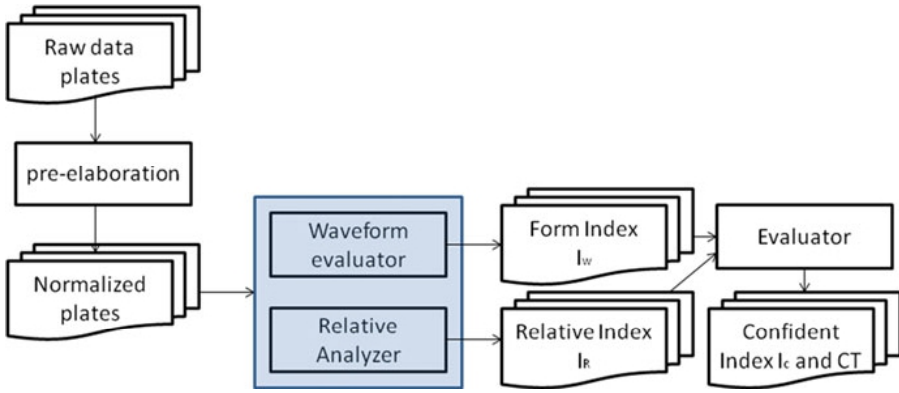 Raw data
plates
pre-elaboration
Normalized
plates
Waveform
evaluator
Relative
Analyzer
Form Index
Iw
Relative Index
IR
Evaluator
Confident
Index Ic and CT